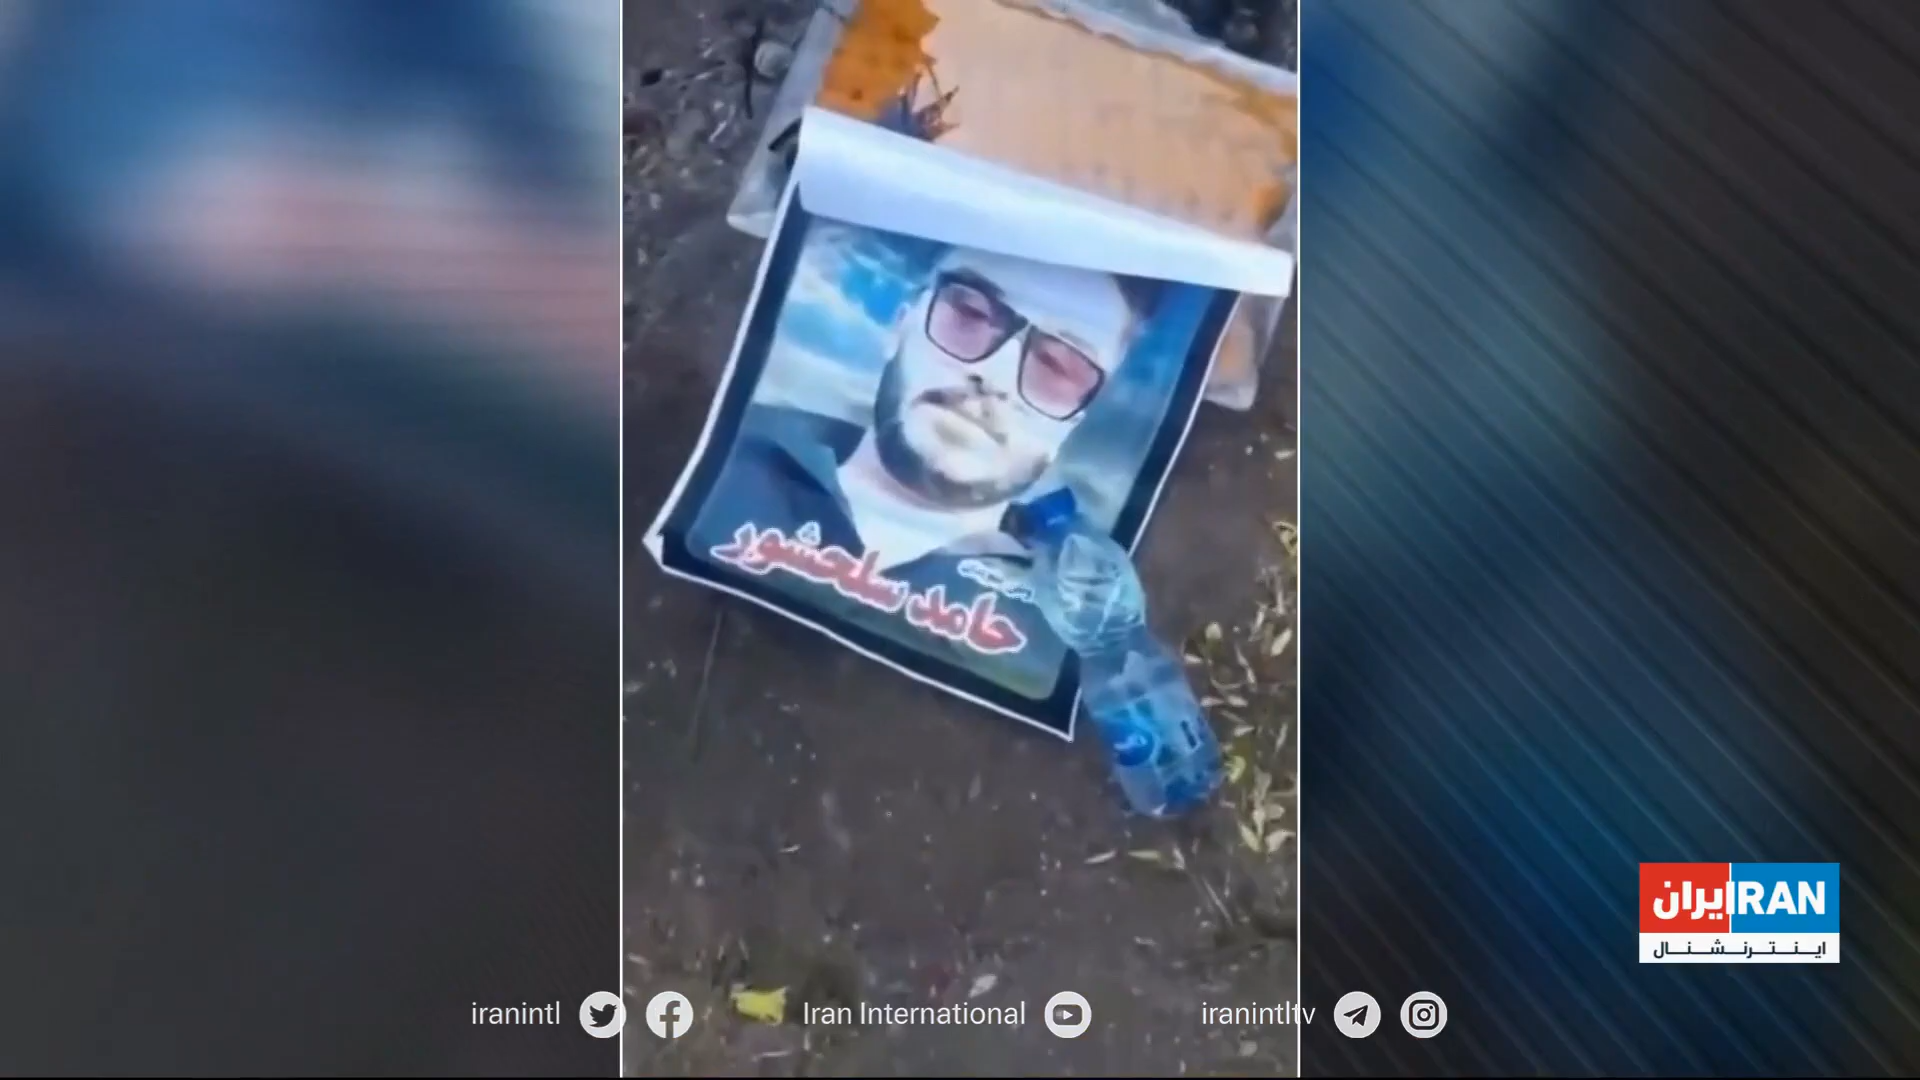 حامد سلحشور
ایران IRAN
اینترنشنال
iranintl
Iran International
iranintltv